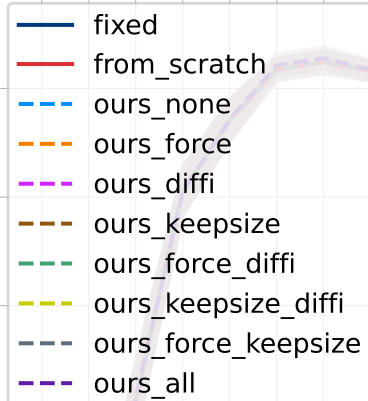 fixed
from_scratch
ours_none
ours_force
ours_diffi
ours_keepsize
ours_force_diffi
ours_keepsize_diffi
ours_force_keepsize
ours_all